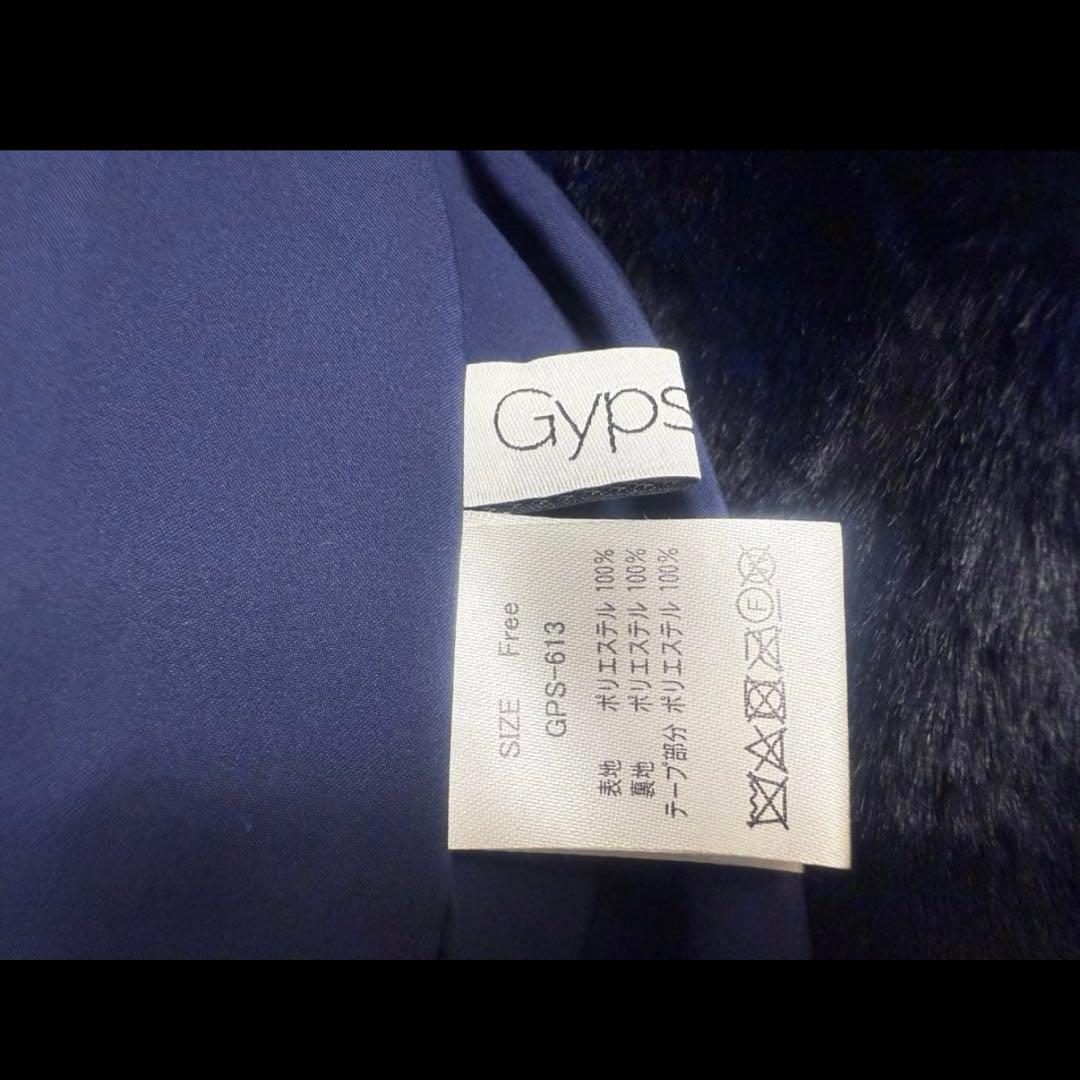 Gyps
SIZE Free
GPS-613
表地 ポリエステル 100%
裏地 ポリエステル 100%
テープ部分 ポリエステル 100%
F